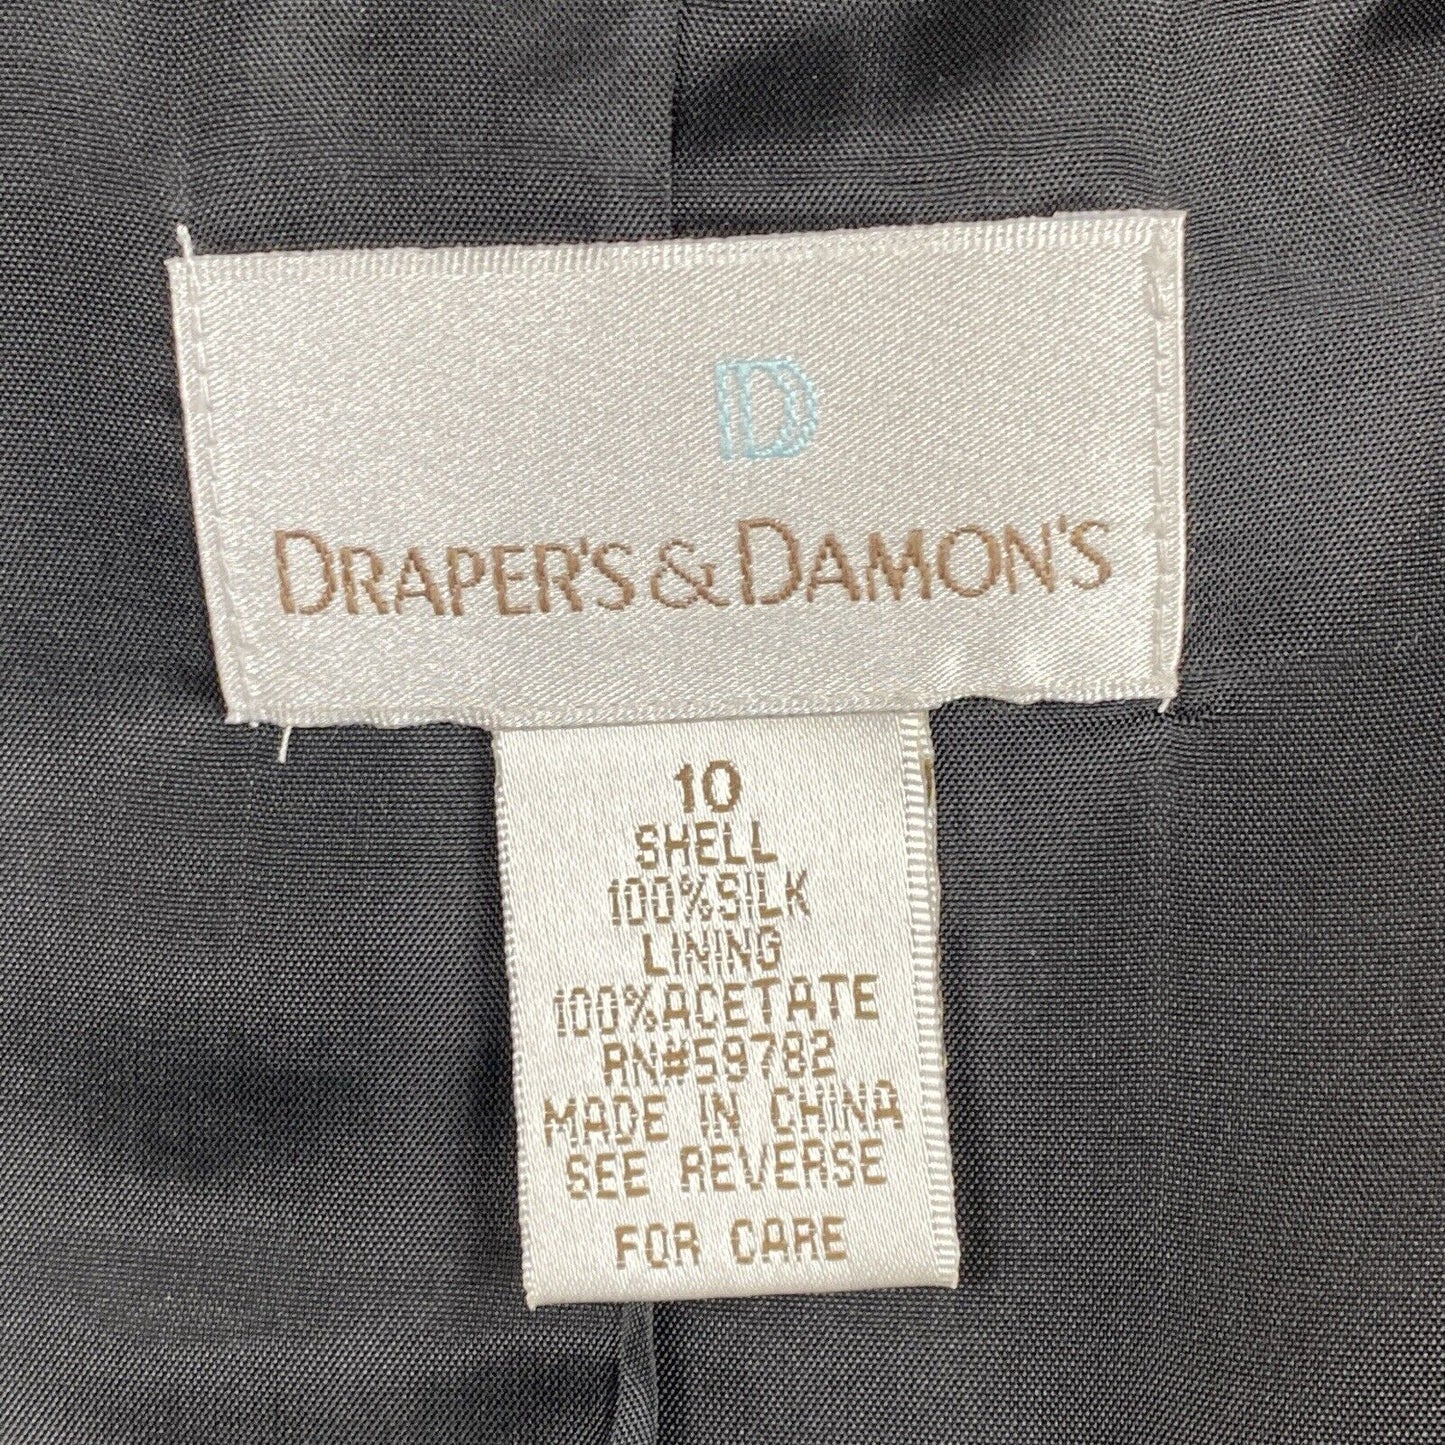 D
DRAPER'S & DAMON'S
10
SHELL
100%SILK
LINING
100%ACETATE
RN#59782
MADE IN CHINA
SEE REVERSE
FOR CARE